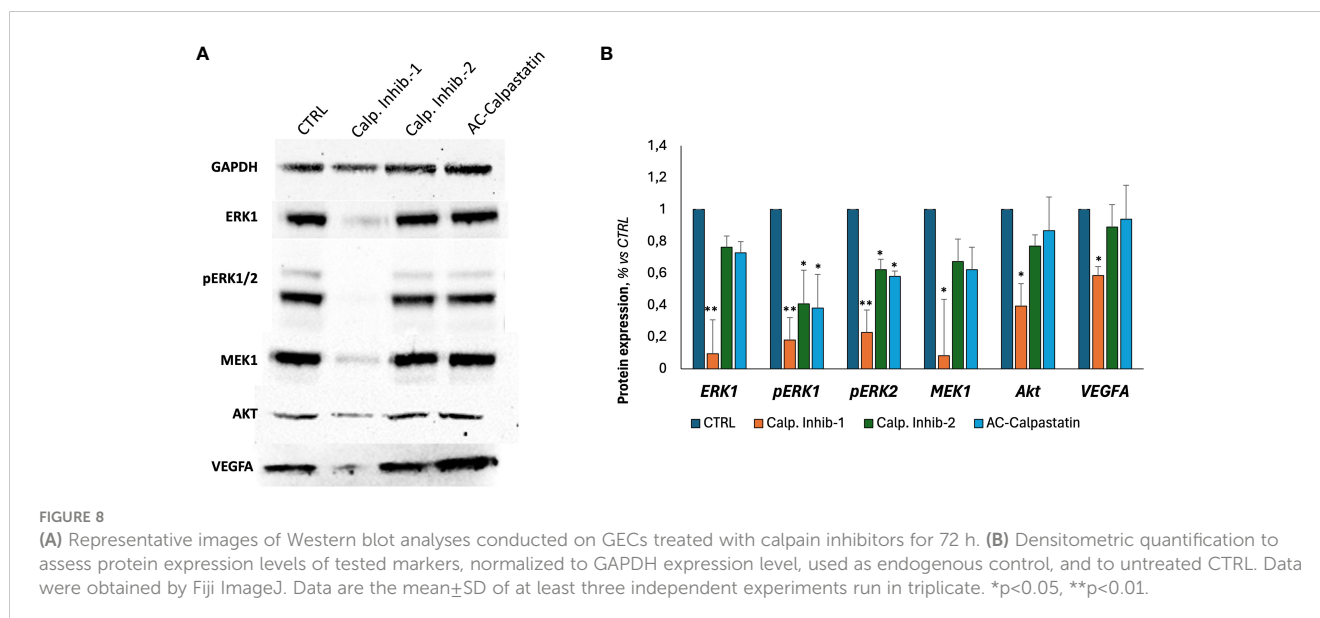 A
CTRL
Calp. Inhib.-1
Calp. Inhib.-2
AC-Calpastatin
GAPDH
ERK1
pERK1/2
MEK1
AKT
VEGFA
B
Protein expression, % vs CTRL
1,4
1,2
1
0,8
0,6
0,4
0,2
0
**
**
*
*
**
*
*
*
*
*
ERK1 pERK1 pERK2 MEK1 Akt VEGFA
CTRL Calp. Inhib-1 Calp. Inhib-2 AC-Calpastatin
FIGURE 8
(A) Representative images of Western blot analyses conducted on GECs treated with calpain inhibitors for 72 h. (B) Densitometric quantification to
assess protein expression levels of tested markers, normalized to GAPDH expression level, used as endogenous control, and to untreated CTRL. Data
were obtained by Fiji ImageJ. Data are the mean±SD of at least three independent experiments run in triplicate. *p<0.05, **p<0.01.